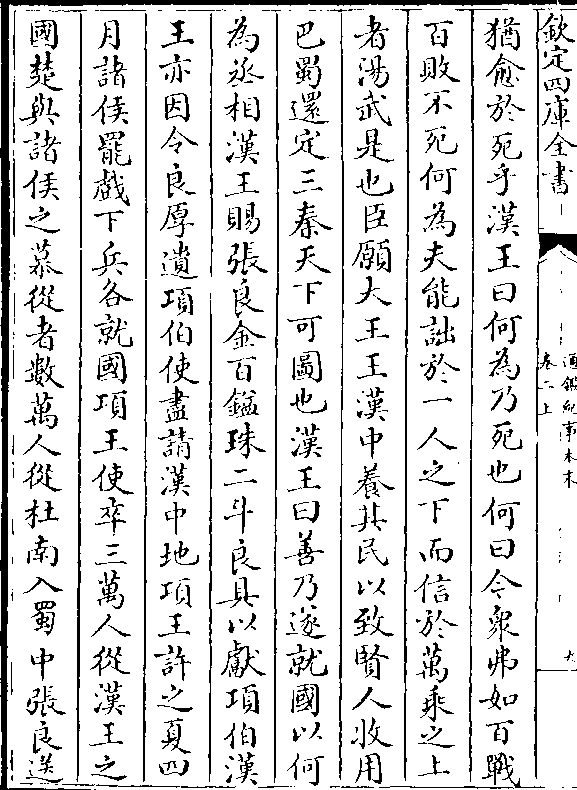 欽定四庫全書
通鑑紀事本末
卷二上
猶愈於死乎漢王曰何為乃死也何曰今衆弗如百戰
百敗不死何為夫能詘於一人之下而信於萬乘之上
者湯武是也臣願大王王漢中養其民以致賢人收用
巴蜀還定三秦天下可圖也漢王曰善乃遂就國以何
為丞相漢王賜張良金百鎰珠二斗良具以獻項伯漢
王亦因令良厚遺項伯使盡請漢中地項王許之夏四
月諸侯罷戲下兵各就國項王使卒三萬人從漢王之
國楚與諸侯之慕從者數萬人從杜南入蜀中張良送